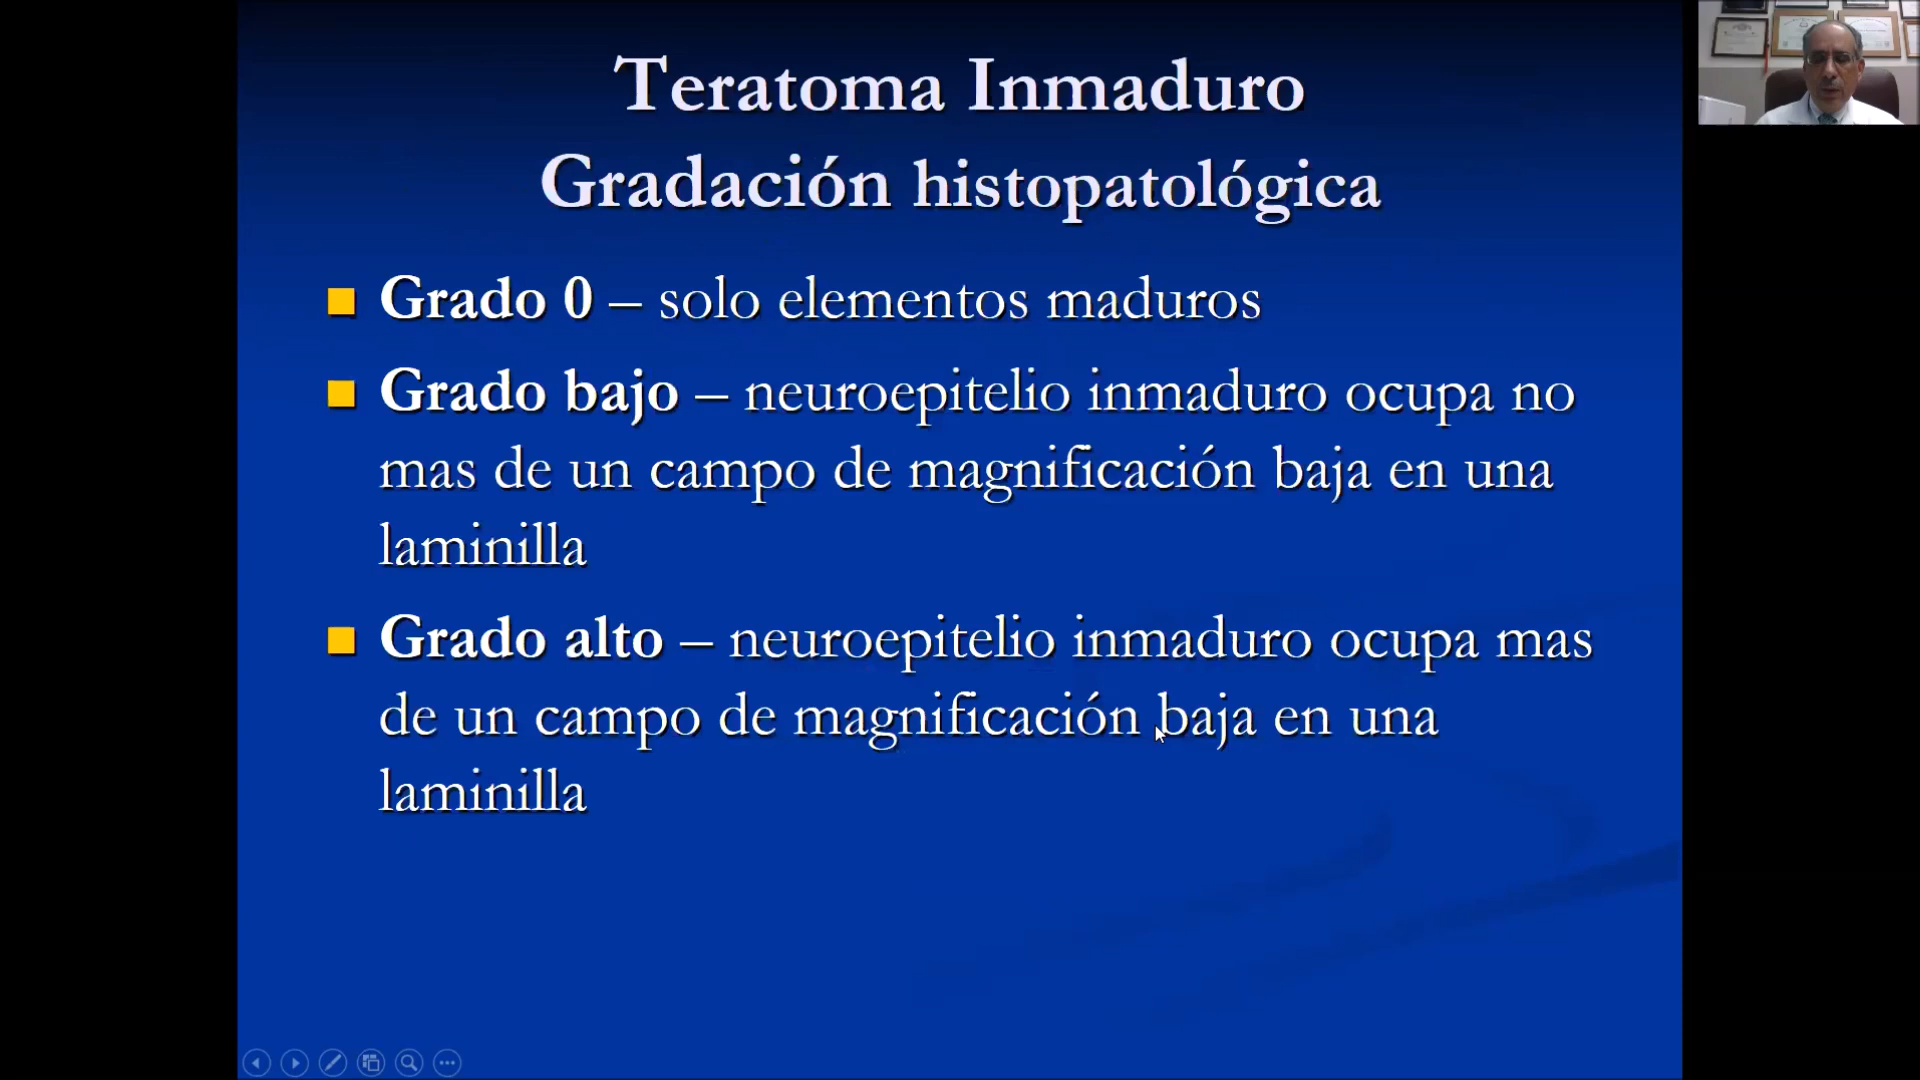 Teratoma Inmaduro
Gradación histopatológica
Grado 0 – solo elementos maduros
Grado bajo – neuroepitelio inmaduro ocupa no
mas de un campo de magnificación baja en una
laminilla
Grado alto – neuroepitelio inmaduro ocupa mas
de un campo de magnificación baja en una
laminilla